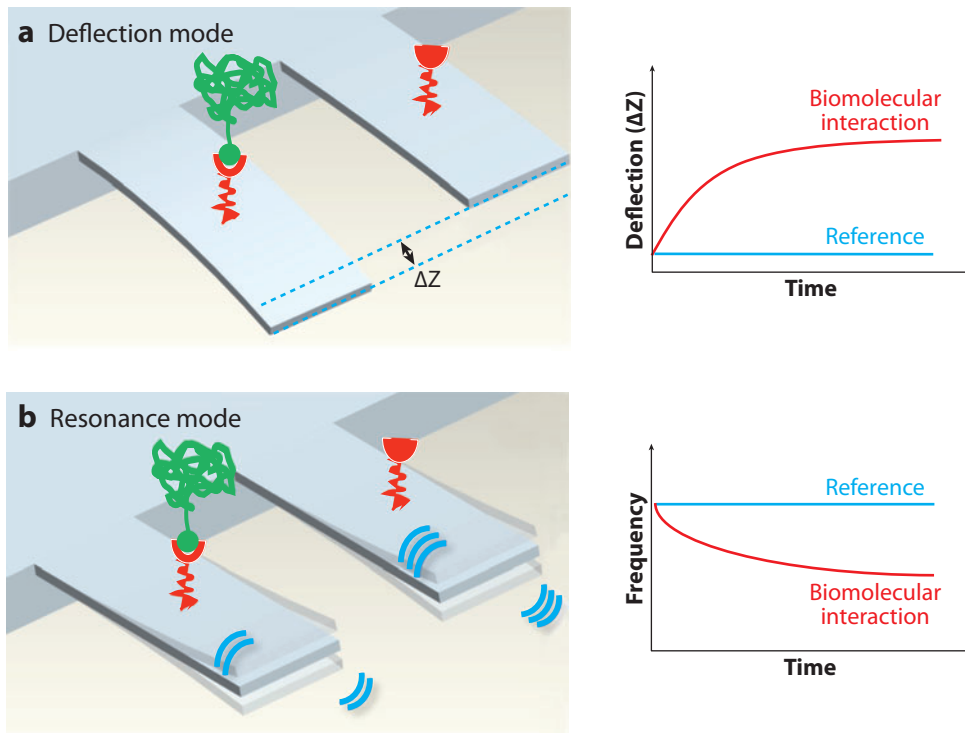 a Deflection mode
ΔZ
Deflection (ΔZ)
Biomolecular
interaction
Reference
Time
b Resonance mode
Frequency
Reference
Biomolecular
interaction
Time